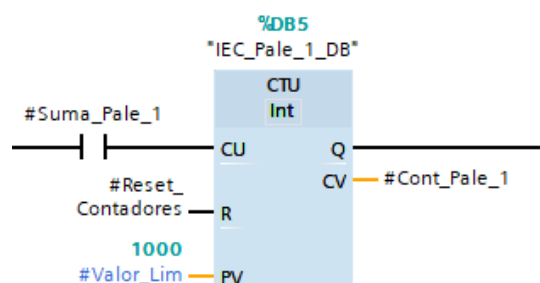 %DB5
"IEC_Pale_1_DB"
CTU
Int
#Suma_Pale_1
CU
Q
CV
#Cont_Pale_1
#Reset_
Contadores
R
1000
#Valor_Lim
PV